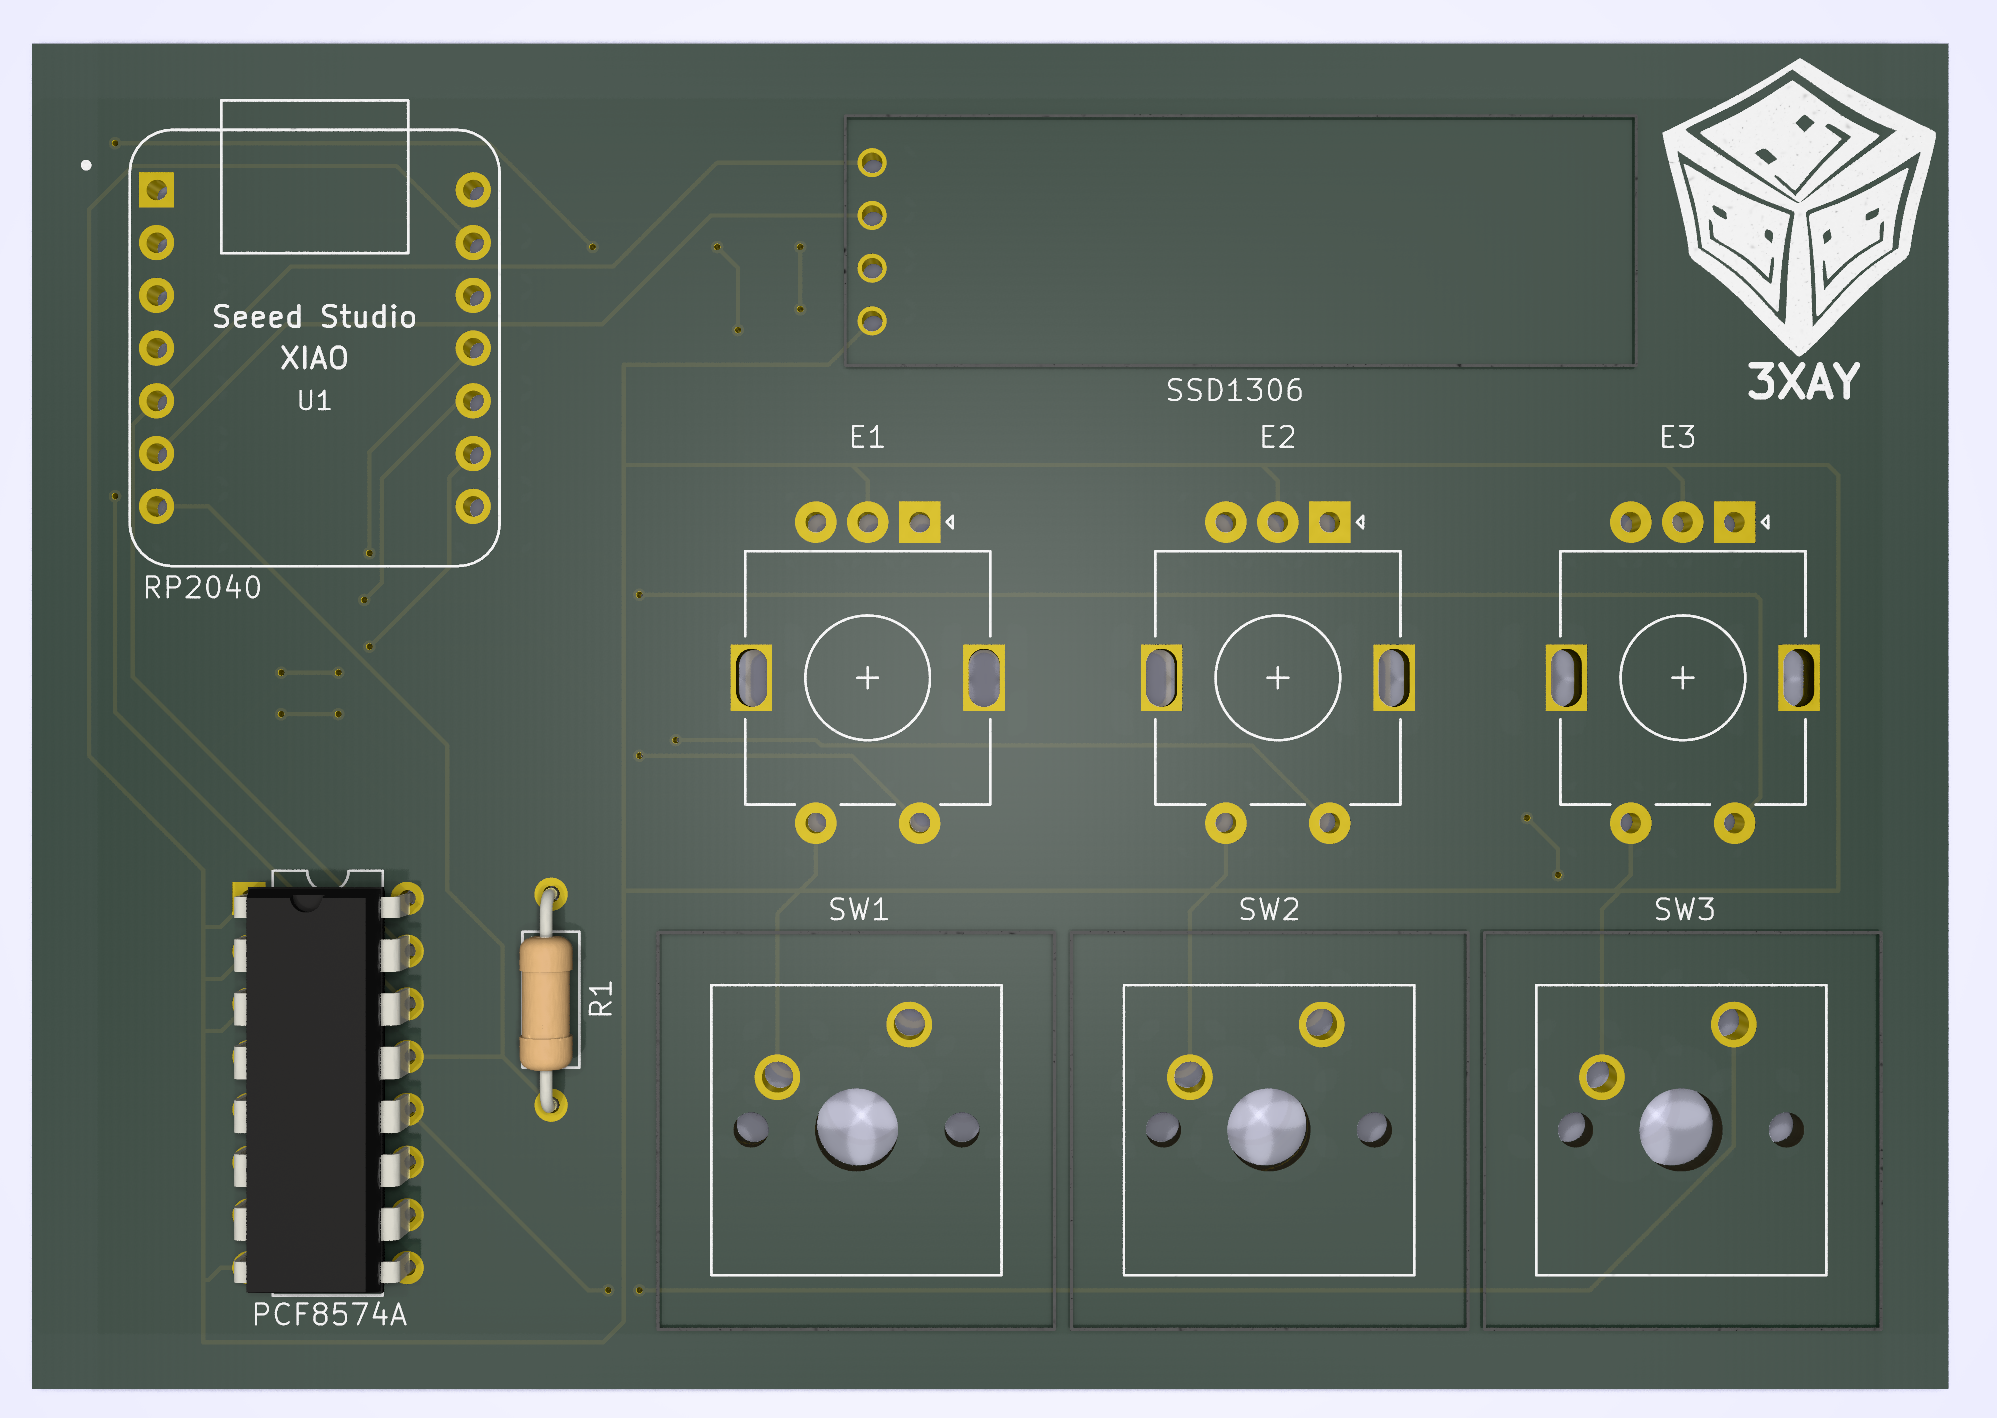 Seeed Studio
XIAO
U1
RP2040
SSD1306
3XAY
E1
E2
E3
SW1
SW2
SW3
R1
PCF8574A